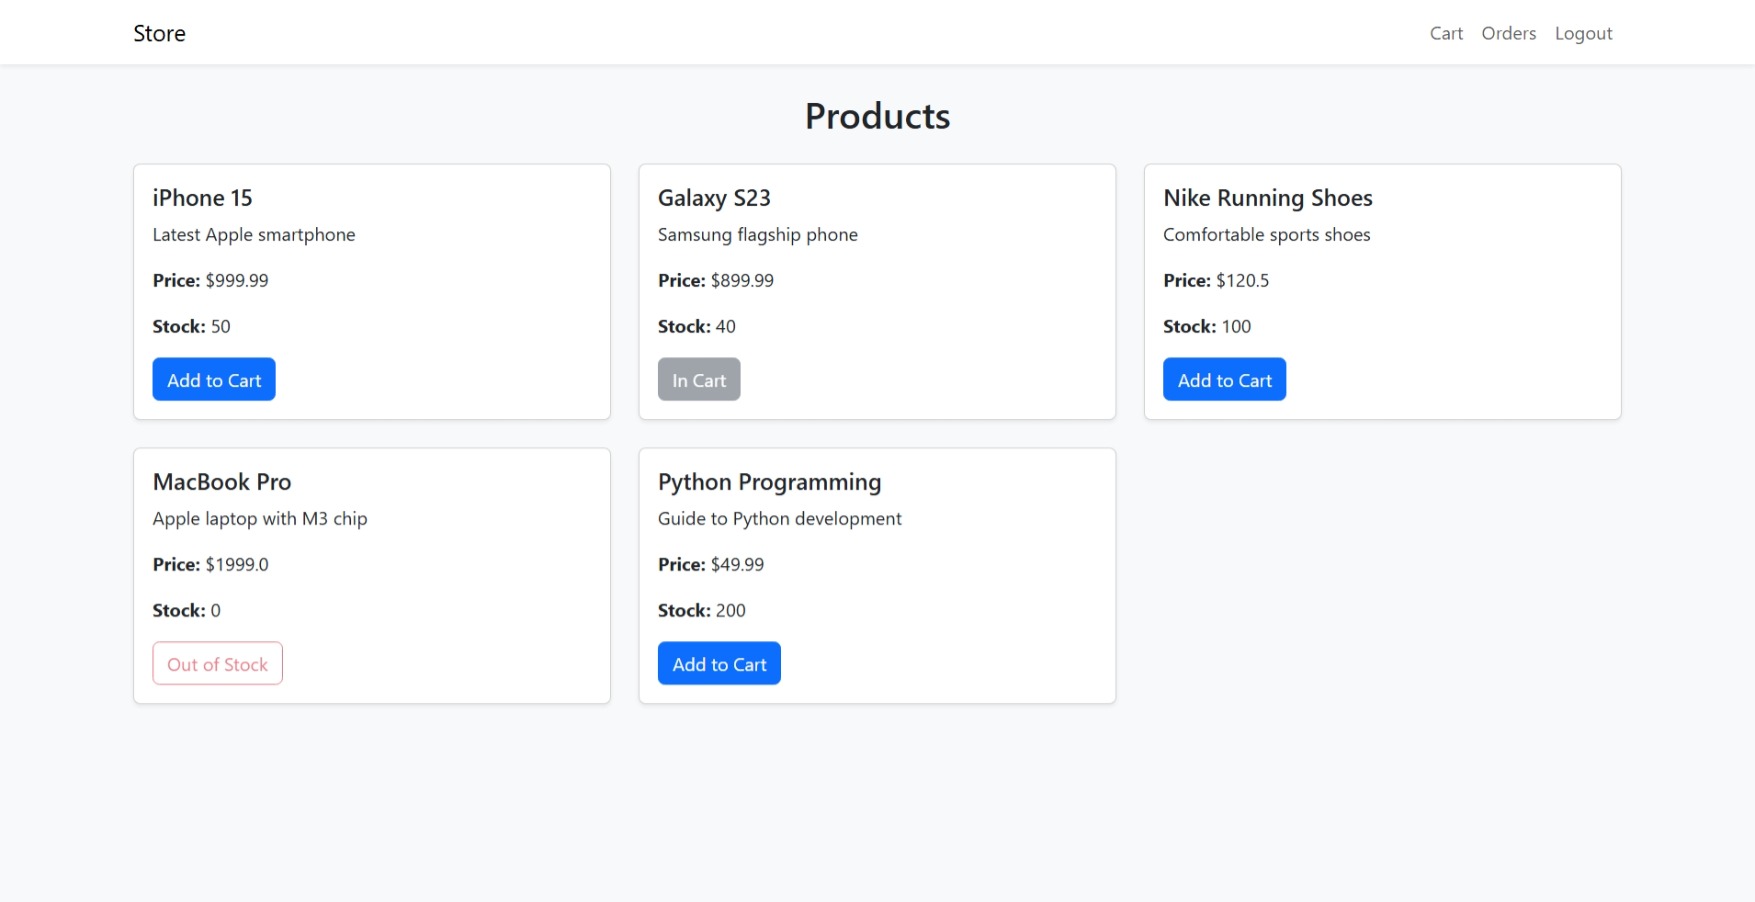 Store
Cart Orders Logout
Products
iPhone 15
Latest Apple smartphone
Price: $999.99
Stock: 50
Add to Cart
Galaxy S23
Samsung flagship phone
Price: $899.99
Stock: 40
In Cart
Nike Running Shoes
Comfortable sports shoes
Price: $120.5
Stock: 100
Add to Cart
MacBook Pro
Apple laptop with M3 chip
Price: $1999.0
Stock: 0
Out of Stock
Python Programming
Guide to Python development
Price: $49.99
Stock: 200
Add to Cart